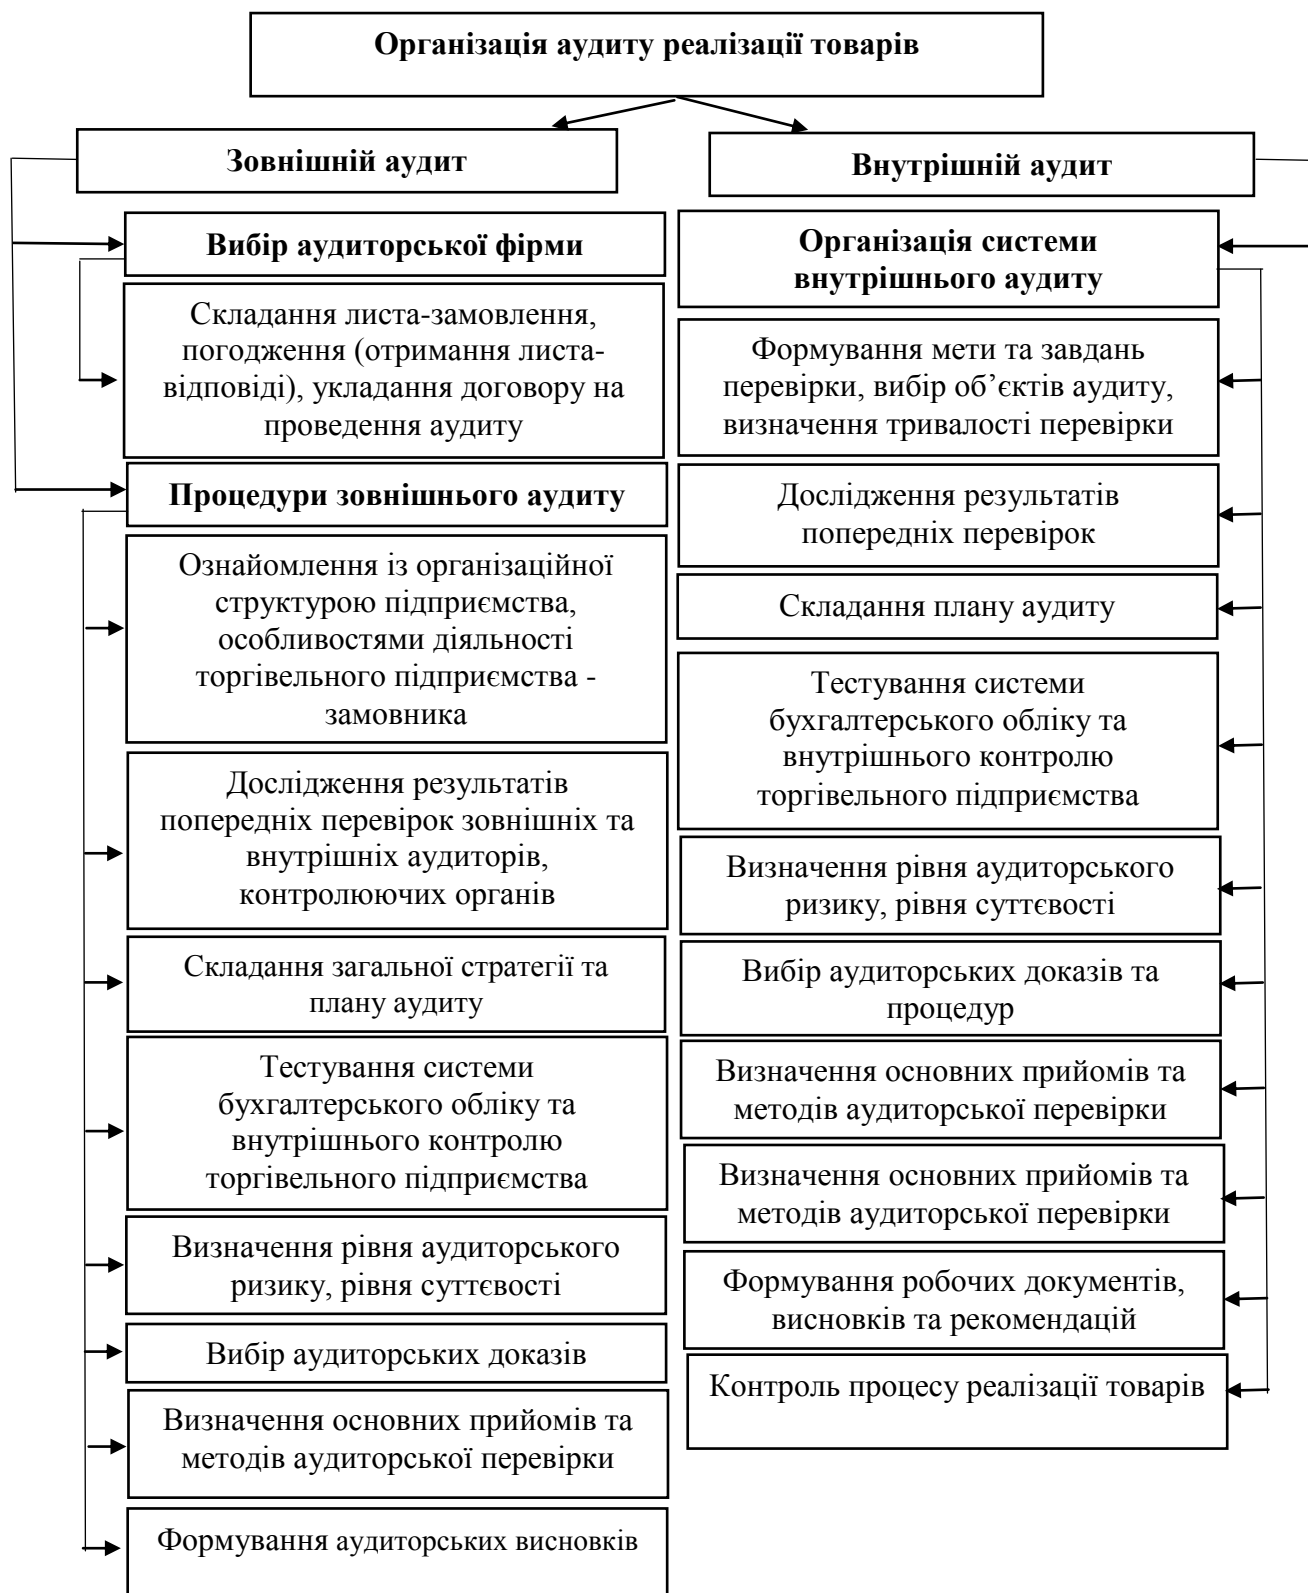 Організація аудиту реалізації товарів
Зовнішній аудит
Вибір аудиторської фірми
Складання листа-замовлення,
погодження (отримання листа-
відповіді), укладання договору на
проведення аудиту
Процедури зовнішнього аудиту
Ознайомлення із організаційної
структурою підприємства,
особливостями діяльності
торгівельного підприємства -
замовника
Дослідження результатів
попередніх перевірок зовнішніх та
внутрішніх аудиторів,
контролюючих органів
Складання загальної стратегії та
плану аудиту
Тестування системи
бухгалтерського обліку та
внутрішнього контролю
торгівельного підприємства
Визначення рівня аудиторського
ризику, рівня суттєвості
Вибір аудиторських доказів
Визначення основних прийомів та
методів аудиторської перевірки
Формування аудиторських висновків
Внутрішній аудит
Організація системи
внутрішнього аудиту
Формування мети та завдань
перевірки, вибір об’єктів аудиту,
визначення тривалості перевірки
Дослідження результатів
попередніх перевірок
Складання плану аудиту
Тестування системи
бухгалтерського обліку та
внутрішнього контролю
торгівельного підприємства
Визначення рівня аудиторського
ризику, рівня суттєвості
Вибір аудиторських доказів та
процедур
Визначення основних прийомів та
методів аудиторської перевірки
Визначення основних прийомів та
методів аудиторської перевірки
Формування робочих документів,
висновків та рекомендацій
Контроль процесу реалізації товарів